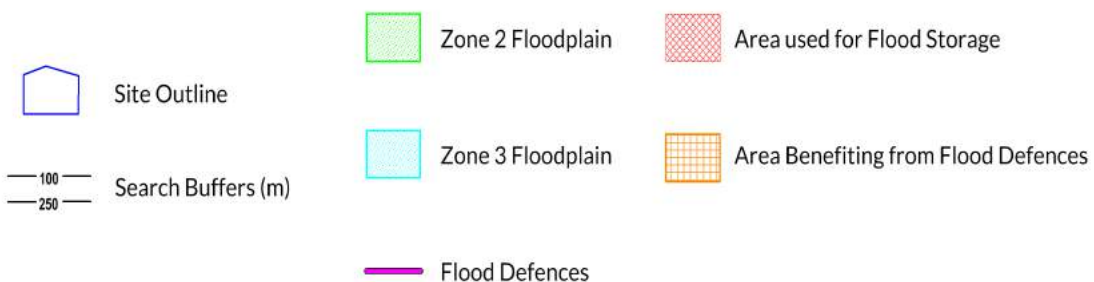 Site Outline
100
250
Search Buffers (m)
Zone 2 Floodplain
Zone 3 Floodplain
Flood Defences
Area used for Flood Storage
Area Benefiting from Flood Defences